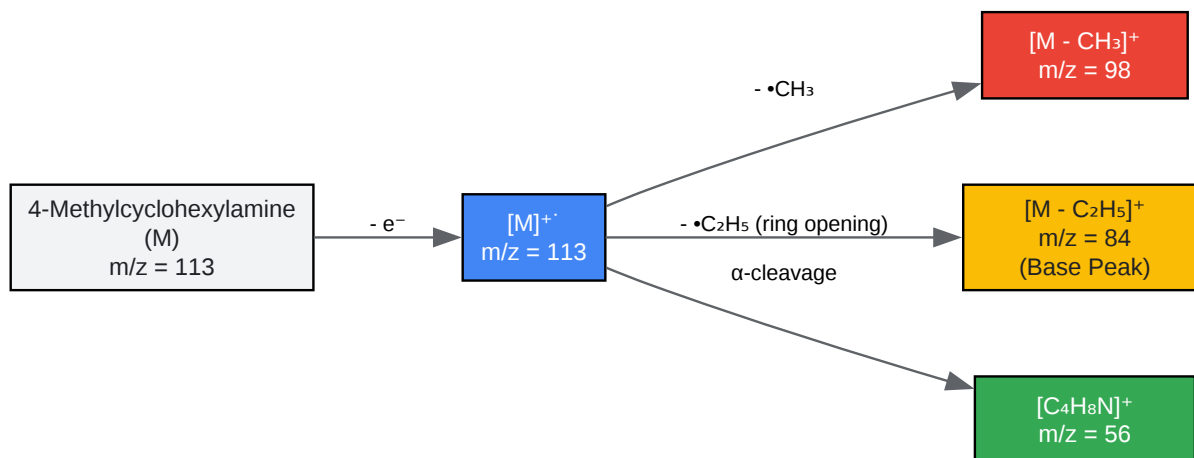 4-Methylcyclohexylamine
(M)
m/z = 113
- e⁻
[M]⁺˙
m/z = 113
- •CH₃
- •C₂H₅ (ring opening)
α-cleavage
[M - CH₃]⁺
m/z = 98
[M - C₂H₅]⁺
m/z = 84
(Base Peak)
[C₄H₈N]⁺
m/z = 56